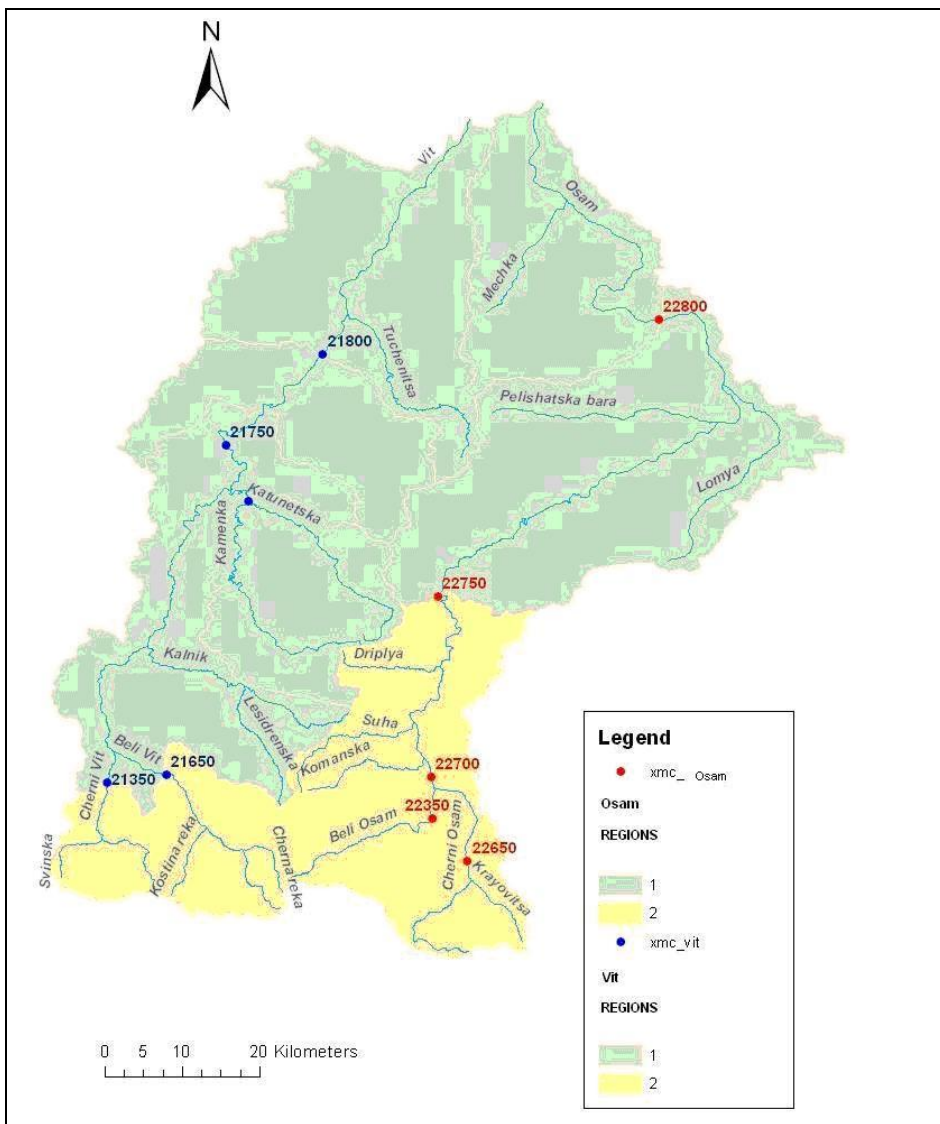 N
Vit
Osam
Mechka
22800
21800
Tuchenitsa
Pelishatska bara
21750
Lomya
Katunetska
Kamenka
22750
Driplya
Kalnik
Lesidrenska
Suha
Komanska
Beli Vit
21650
22700
Cherni Vit
21350
22350
Beli Osam
Cherni Osam
22650
Svinska
Kostina reka
Cherna reka
Krayovitsa
0 5 10 20 Kilometers
Legend
xmc_ Osam
Osam
REGIONS
1
2
xmc_vit
Vit
REGIONS
1
2